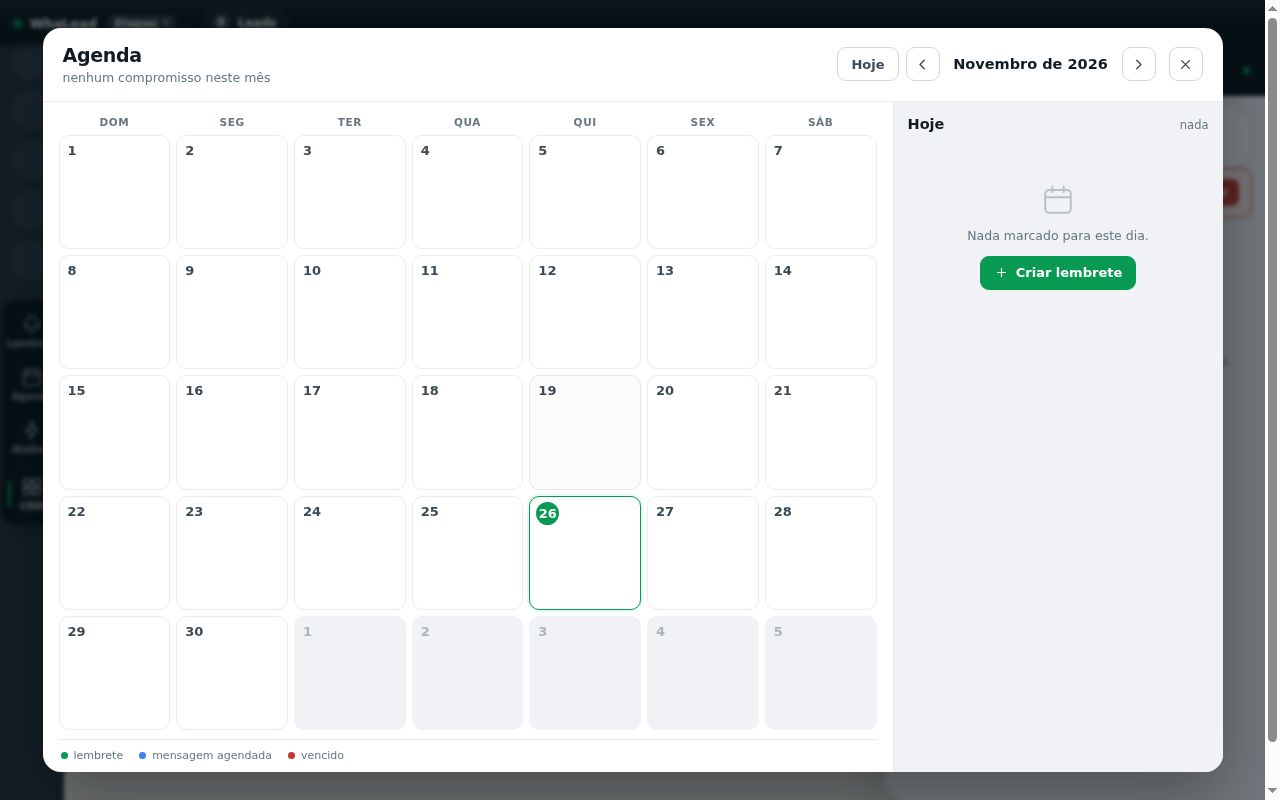 WhaLead Etapas Leads
Agenda
nenhum compromisso neste mês
Hoje
Novembro de 2026
DOM SEG TER QUA QUI SEX SÁB
1 2 3 4 5 6 7
8 9 10 11 12 13 14
15 16 17 18 19 20 21
22 23 24 25 26 27 28
29 30 1 2 3 4 5
lembrete mensagem agendada vencido
Hoje nada
Nada marcado para este dia.
+ Criar lembrete